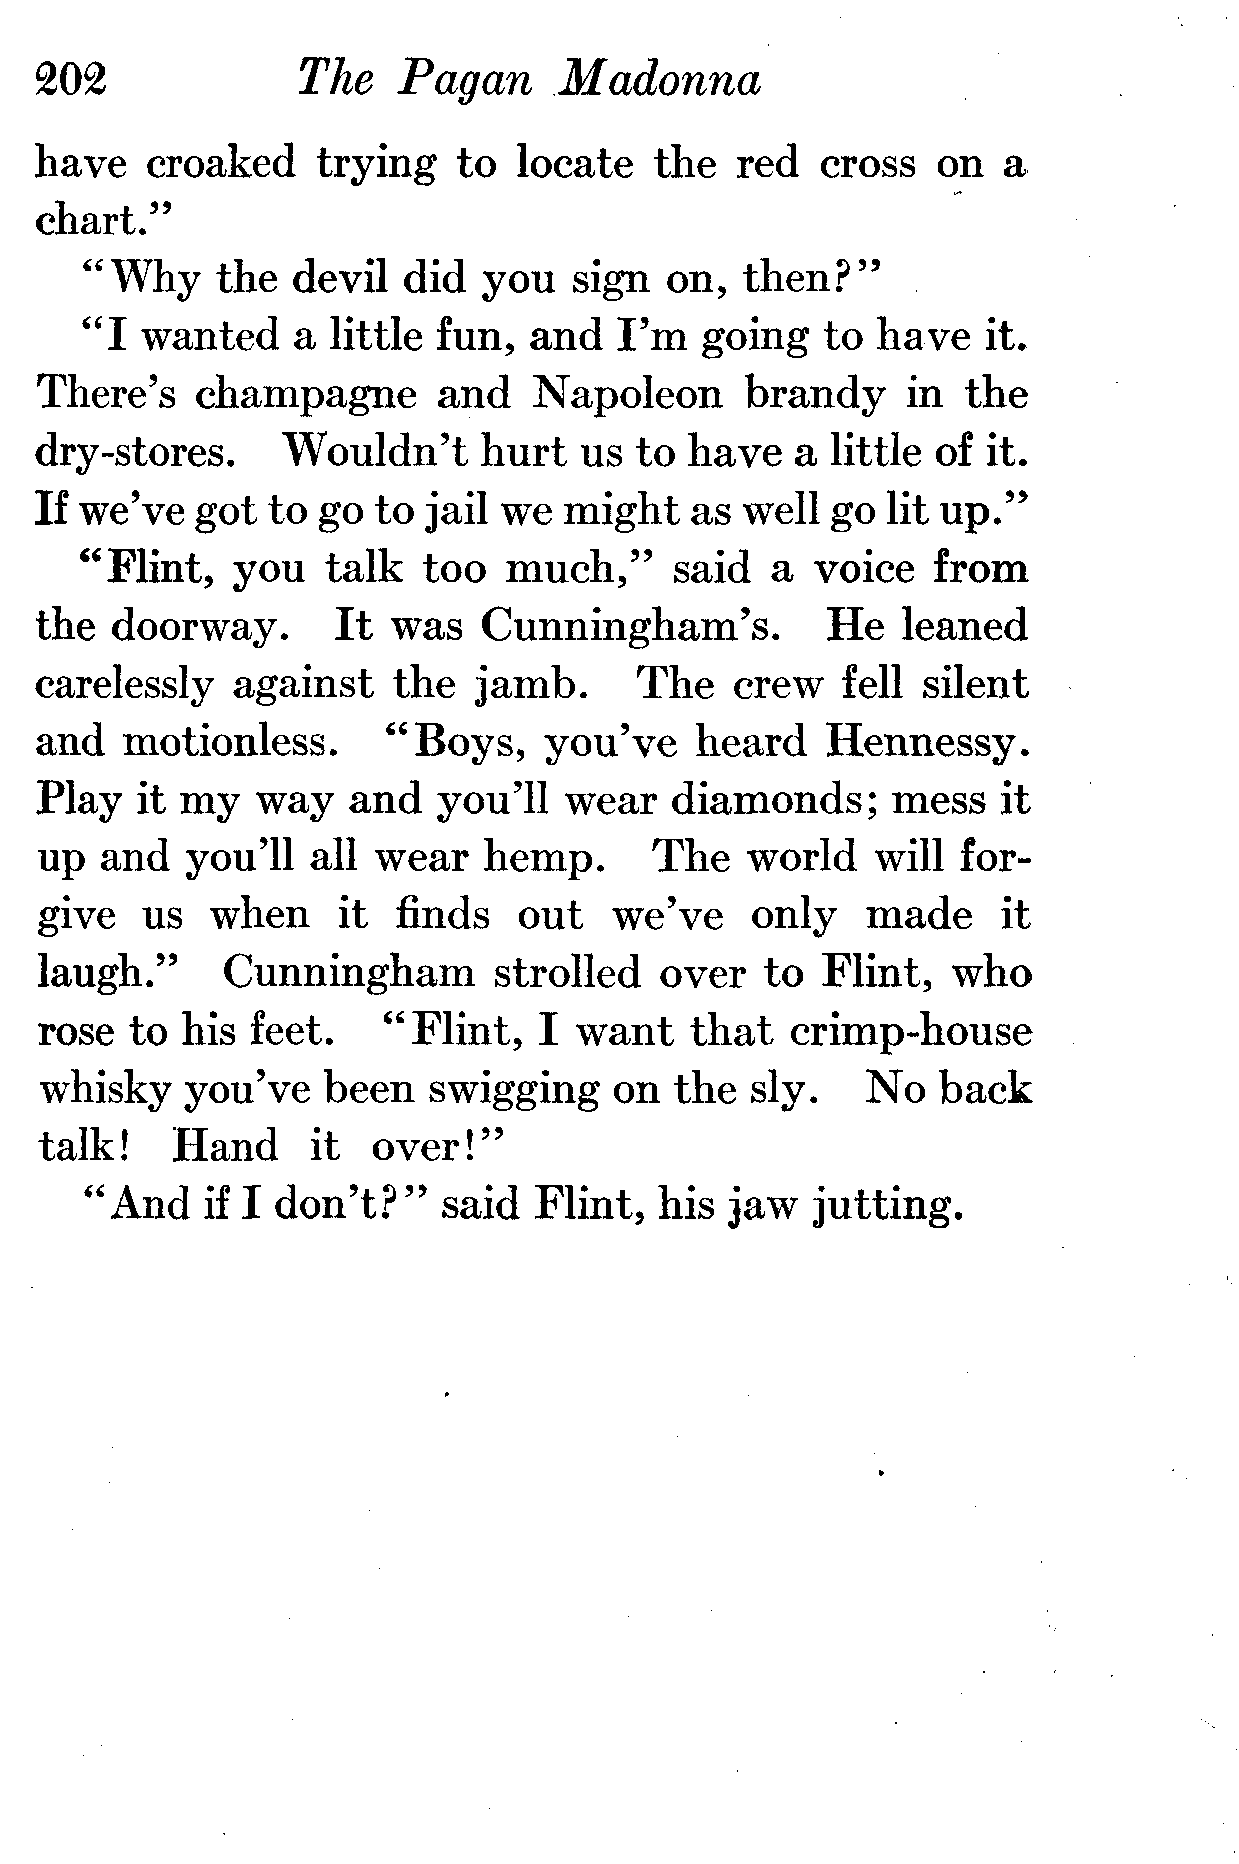 202 The Pagan Madonna
have croaked trying to locate the red cross on a
chart."
"Why the devil did you sign on, then?"
"I wanted a little fun, and I'm going to have it.
There's champagne and Napoleon brandy in the
dry-stores. Wouldn't hurt us to have a little of it.
If we've got to go to jail we might as well go lit up."
"Flint, you talk too much," said a voice from
the doorway. It was Cunningham's. He leaned
carelessly against the jamb. The crew fell silent
and motionless. "Boys, you've heard Hennessy.
Play it my way and you'll wear diamonds; mess it
up and you'll all wear hemp. The world will for-
give us when it finds out we've only made it
laugh." Cunningham strolled over to Flint, who
rose to his feet. "Flint, I want that crimp-house
whisky you've been swigging on the sly. No back
talk! Hand it over!"
"And if I don't?" said Flint, his jaw jutting.